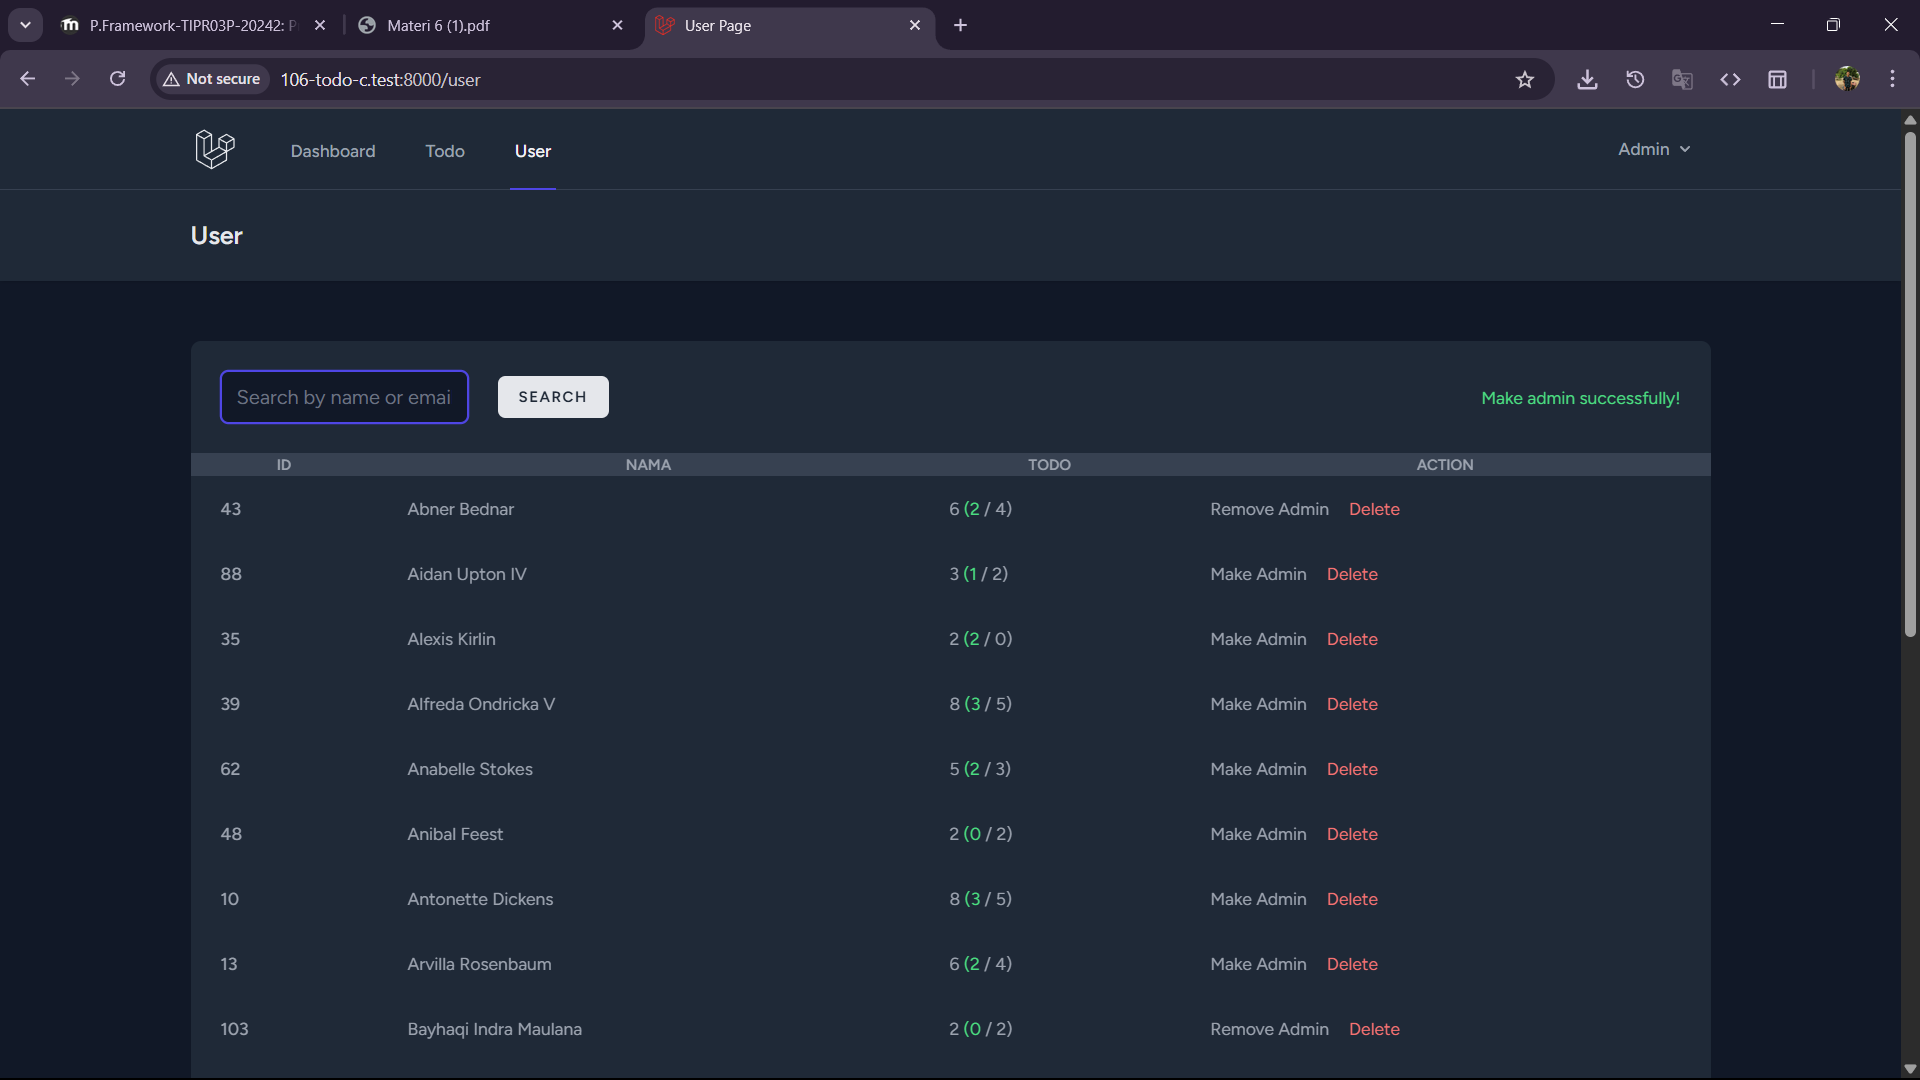 P.Framework-TIPR03P-20242: P
Materi 6 (1).pdf
User Page
Not secure
106-todo-c.test:8000/user
Dashboard
Todo
User
Admin
User
Search by name or emai
SEARCH
Make admin successfully!
ID NAMA TODO ACTION
43 Abner Bednar 6 (2 / 4) Remove Admin Delete
88 Aidan Upton IV 3 (1 / 2) Make Admin Delete
35 Alexis Kirlin 2 (2 / 0) Make Admin Delete
39 Alfreda Ondricka V 8 (3 / 5) Make Admin Delete
62 Anabelle Stokes 5 (2 / 3) Make Admin Delete
48 Anibal Feest 2 (0 / 2) Make Admin Delete
10 Antonette Dickens 8 (3 / 5) Make Admin Delete
13 Arvilla Rosenbaum 6 (2 / 4) Make Admin Delete
103 Bayhaqi Indra Maulana 2 (0 / 2) Remove Admin Delete